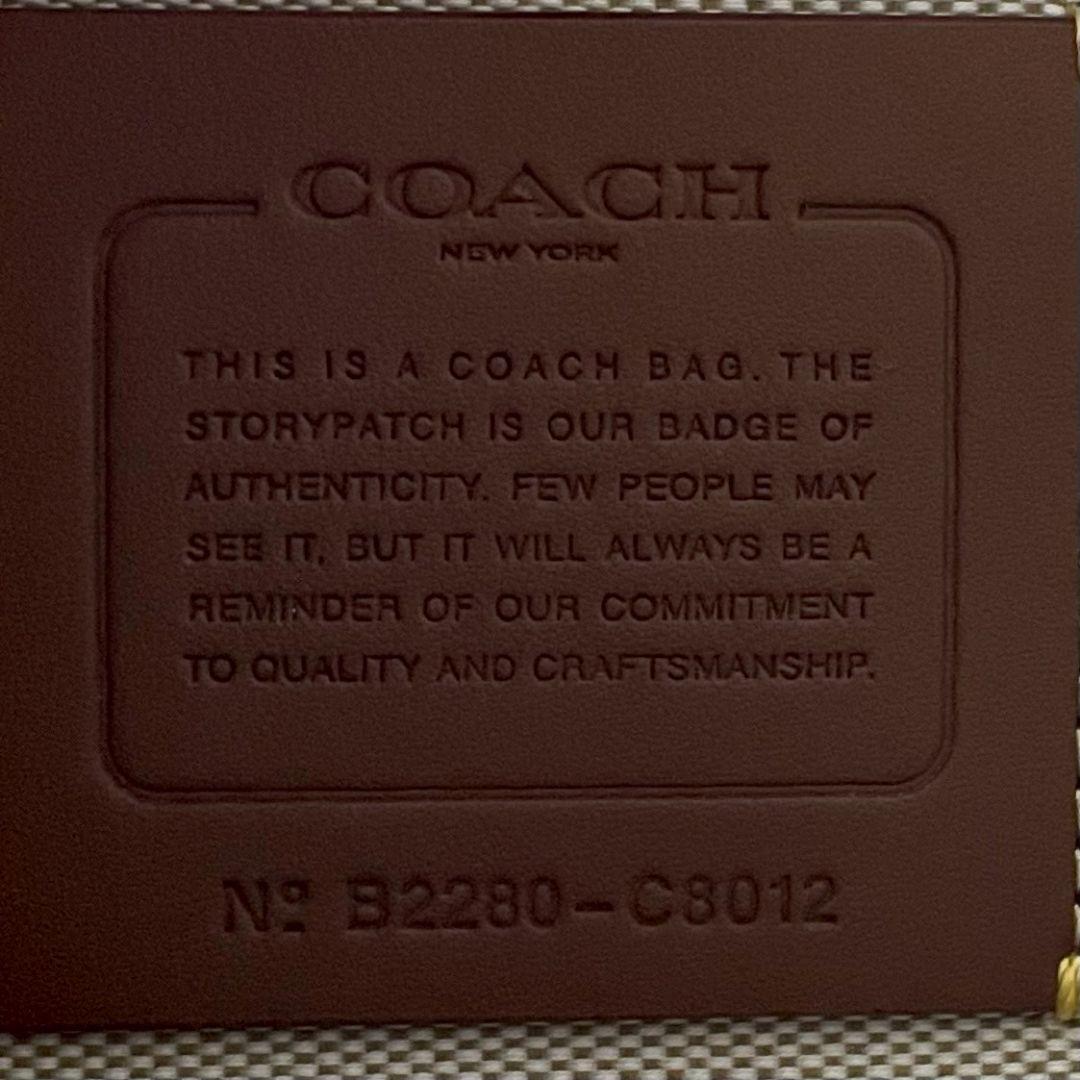 COACH
NEW YORK
THIS IS A COACH BAG. THE
STORYPATCH IS OUR BADGE OF
AUTHENTICITY. FEW PEOPLE MAY
SEE IT, BUT IT WILL ALWAYS BE A
REMINDER OF OUR COMMITMENT
TO QUALITY AND CRAFTSMANSHIP.
Nº B2280-C8012